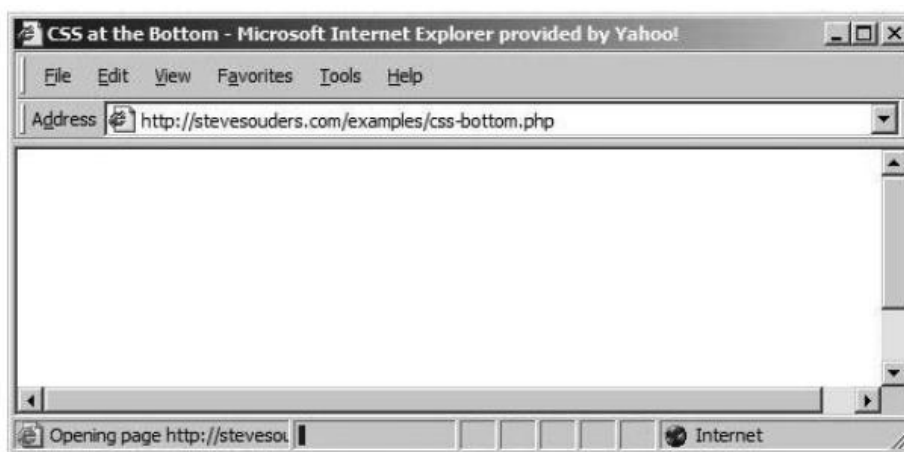 CSS at the Bottom - Microsoft Internet Explorer provided by Yahoo!
File Edit View Favorites Tools Help
Address http://stevesouders.com/examples/css-bottom.php
Opening page http://stevesou Internet